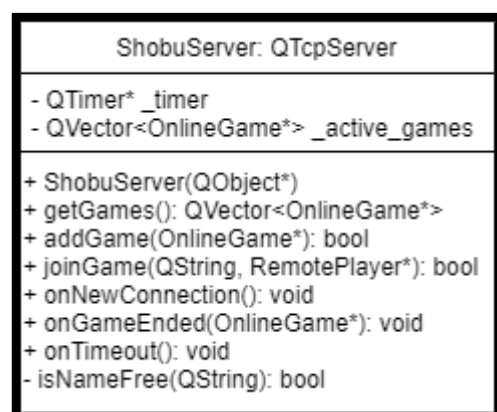 ShobuServer: QTcpServer
- QTimer* _timer
- QVector<OnlineGame*> _active_games
+ ShobuServer(QObject*)
+ getGames(): QVector<OnlineGame*>
+ addGame(OnlineGame*): bool
+ joinGame(QString, RemotePlayer*): bool
+ onNewConnection(): void
+ onGameEnded(OnlineGame*): void
+ onTimeout(): void
- isNameFree(QString): bool